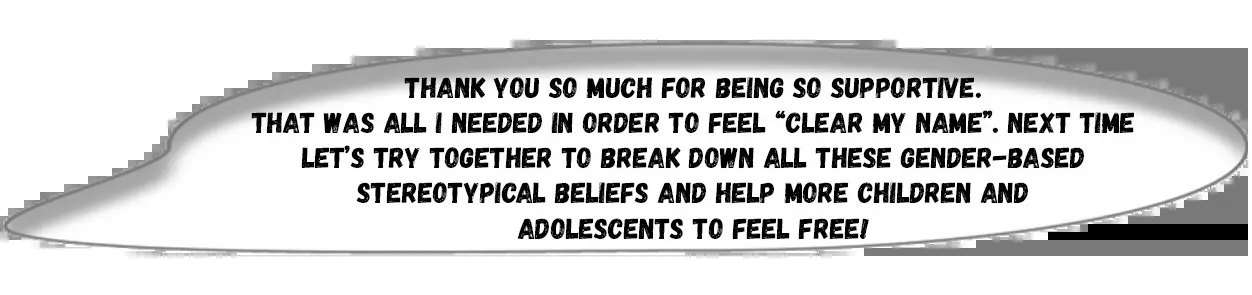 THANK YOU SO MUCH FOR BEING SO SUPPORTIVE.
THAT WAS ALL I NEEDED IN ORDER TO FEEL “CLEAR MY NAME”. NEXT TIME
LET’S TRY TOGETHER TO BREAK DOWN ALL THESE GENDER-BASED
STEREOTYPICAL BELIEFS AND HELP MORE CHILDREN AND
ADOLESCENTS TO FEEL FREE!